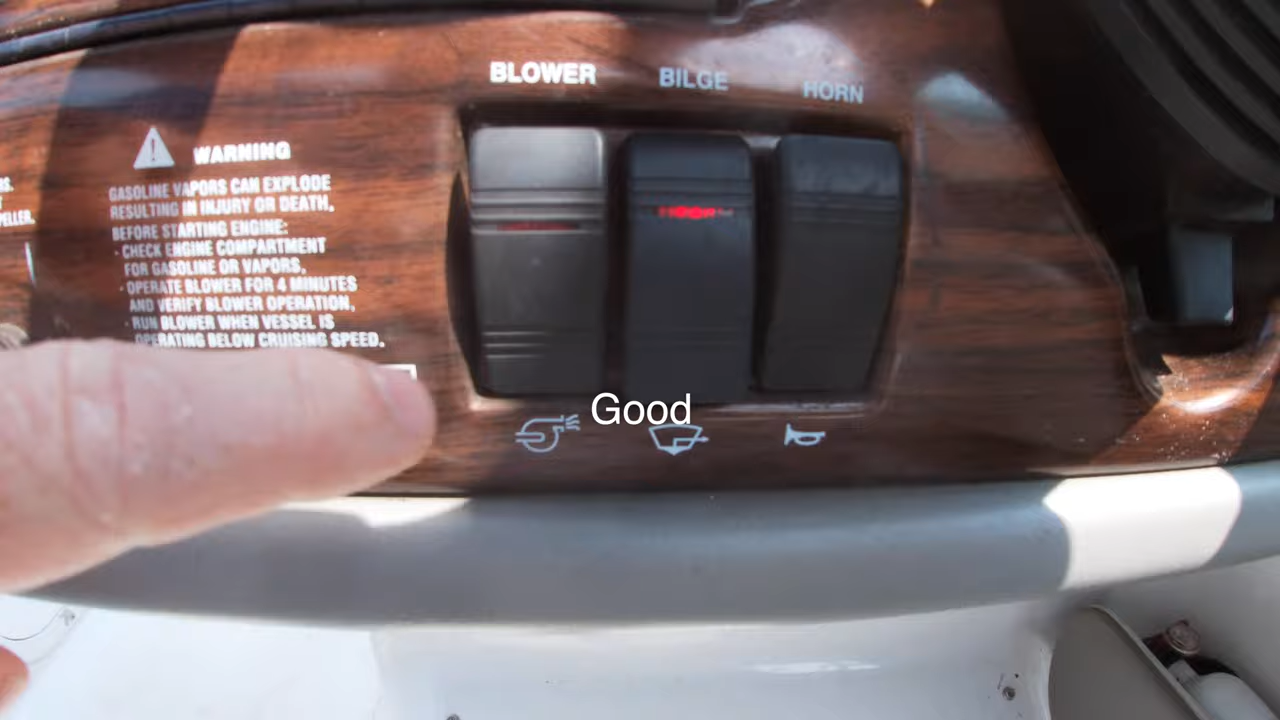 BLOWER
BILGE
HORN
WARNING
GASOLINE VAPORS CAN EXPLODE
RESULTING IN INJURY OR DEATH.
BEFORE STARTING ENGINE:
· CHECK ENGINE COMPARTMENT
FOR GASOLINE OR VAPORS.
· OPERATE BLOWER FOR 4 MINUTES
AND VERIFY BLOWER OPERATION.
· RUN BLOWER WHEN VESSEL IS
OPERATING BELOW CRUISING SPEED.
Good